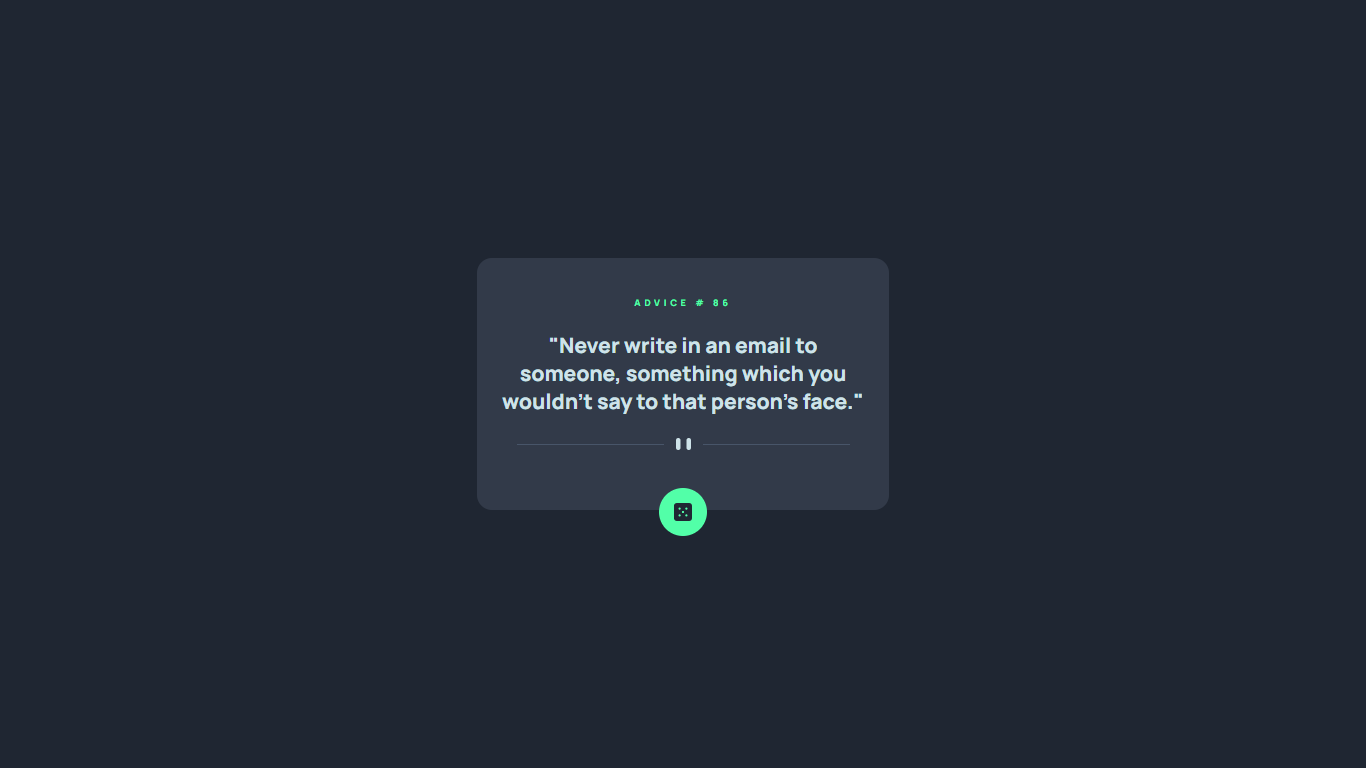 ADVICE # 86
"Never write in an email to
someone, something which you
wouldn't say to that person's face."